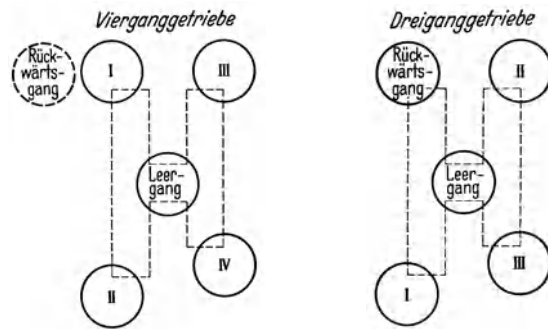 Vierganggetriebe
Rück-
wärts-
gang
I
III
Leer-
gang
II
IV
Dreiganggetriebe
Rück-
wärts-
gang
II
Leer-
gang
I.
III